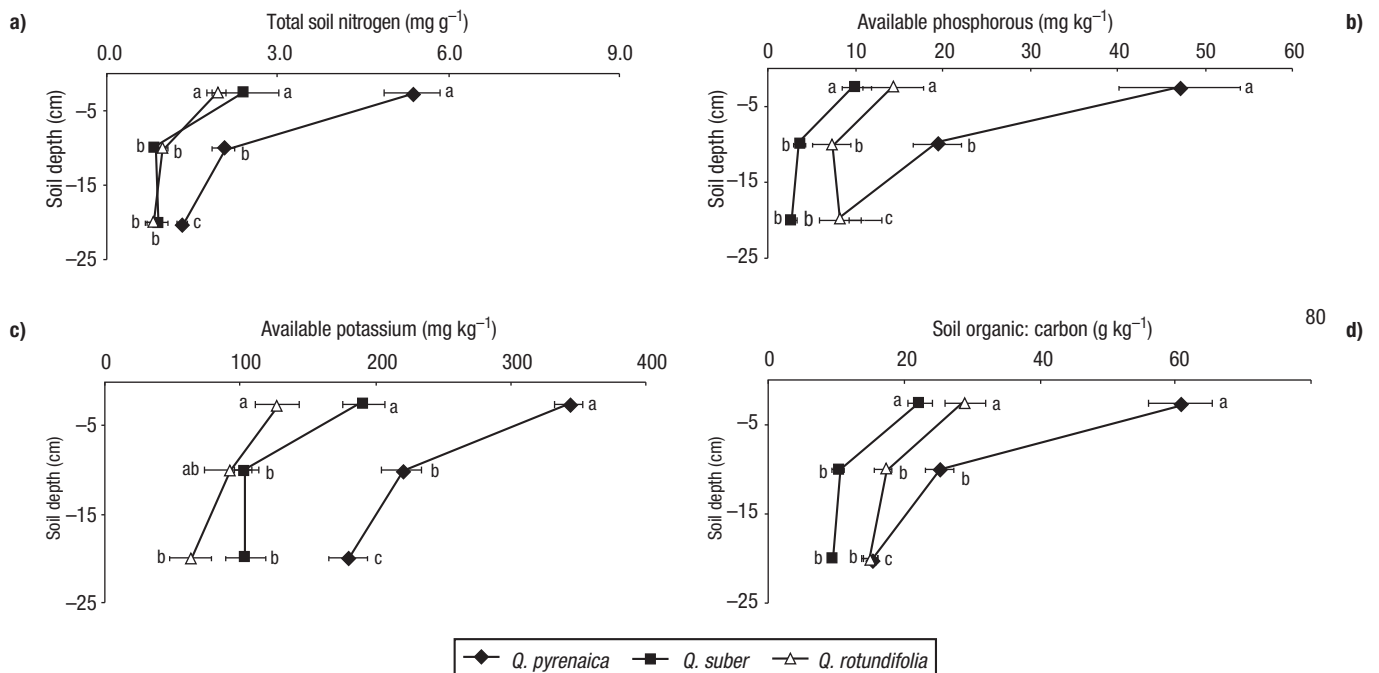 a)
Total soil nitrogen (mg g⁻¹)
0.0 3.0 6.0 9.0
Soil depth (cm)
–5
–15
–25
a a a
b b b
b b c
b)
Available phosphorous (mg kg⁻¹)
0 10 20 30 40 50 60
Soil depth (cm)
–5
–15
–25
a a a
b b b
b b c
c)
Available potassium (mg kg⁻¹)
0 100 200 300 400
Soil depth (cm)
–5
–15
–25
a a a
ab b b
b b c
d)
Soil organic: carbon (g kg⁻¹)
0 20 40 60 80
Soil depth (cm)
–5
–15
–25
a a a
b b b
b b c
Q. pyrenaica Q. suber Q. rotundifolia